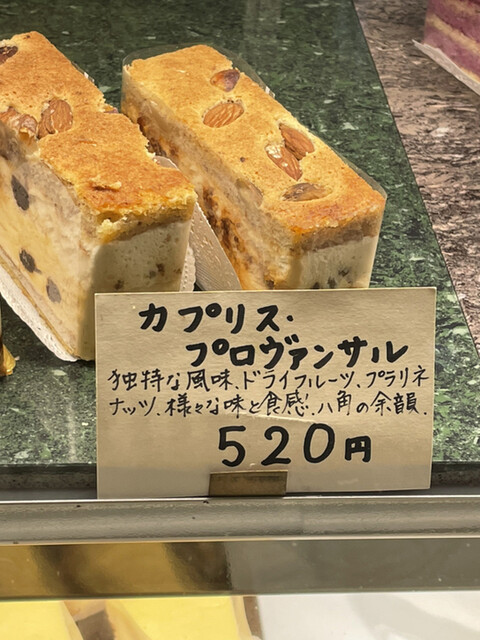 カプリス・
プロヴァンサル
独特な風味、ドライフルーツ、プラリネ
ナッツ、様々な味と食感!八角の余韻.
520円